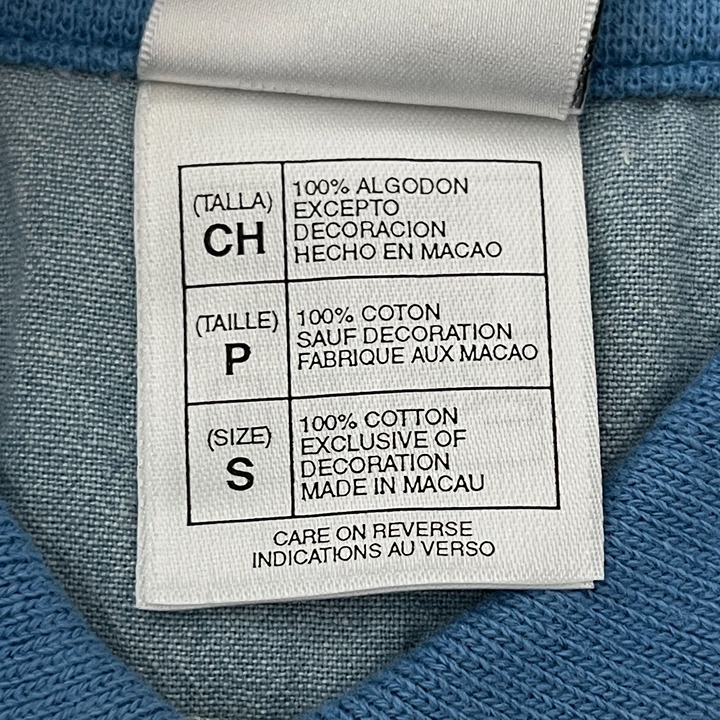 (TALLA)
CH
100% ALGODON
EXCEPTO
DECORACION
HECHO EN MACAO
(TAILLE)
P
100% COTON
SAUF DECORATION
FABRIQUE AUX MACAO
(SIZE)
S
100% COTTON
EXCLUSIVE OF
DECORATION
MADE IN MACAU
CARE ON REVERSE
INDICATIONS AU VERSO